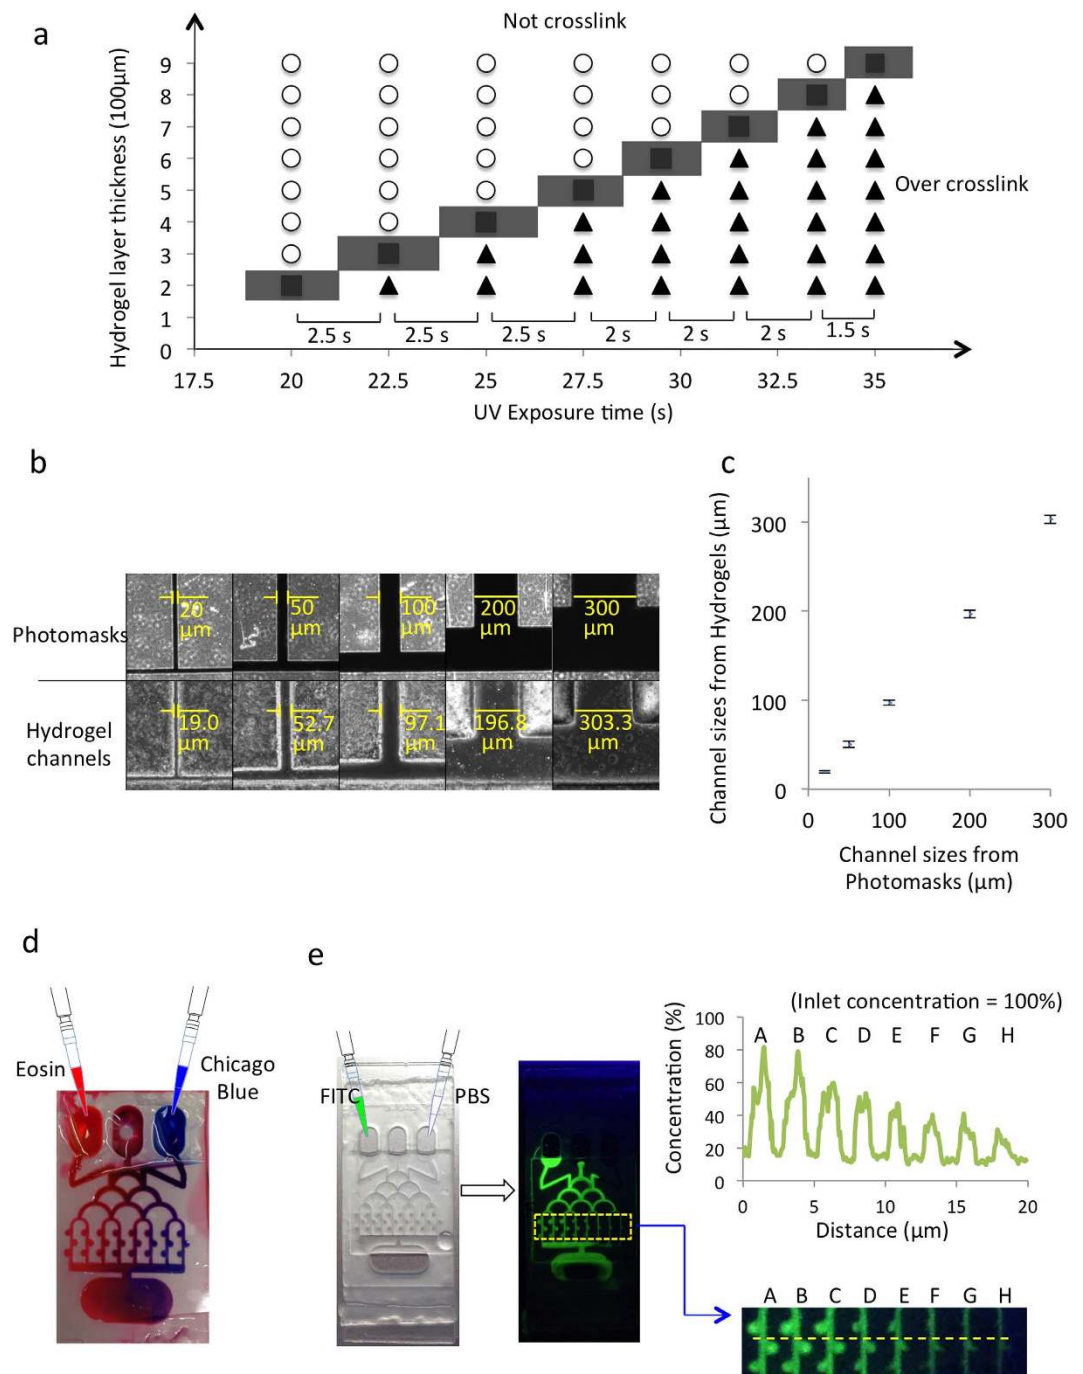 a
Not crosslink
Hydrogel layer thickness (100µm)
9
8
7
6
5
4
3
2
1
0
Over crosslink
2.5 s
2.5 s
2.5 s
2 s
2 s
2 s
1.5 s
17.5
20
22.5
25
27.5
30
32.5
35
UV Exposure time (s)
b
Photomasks
20
µm
50
µm
100
µm
200
µm
300
µm
Hydrogel
channels
19.0
µm
52.7
µm
97.1
µm
196.8
µm
303.3
µm
c
Channel sizes from Hydrogels (µm)
300
200
100
0
0
100
200
300
Channel sizes from
Photomasks (µm)
d
Eosin
Chicago
Blue
e
FITC
PBS
(Inlet concentration = 100%)
Concentration (%)
100
80
60
40
20
0
A B C D E F G H
0
5
10
15
20
Distance (µm)
A B C D E F G H